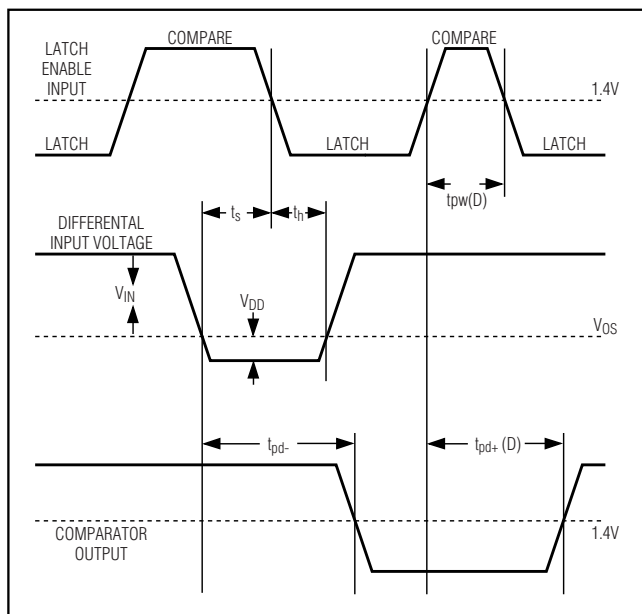 COMPARE
COMPARE
LATCH
ENABLE
INPUT
1.4V
LATCH
LATCH
LATCH
tpw(D)
ts
th
DIFFERENTAL
INPUT VOLTAGE
VIN
VDD
VOS
tpd-
tpd+ (D)
COMPARATOR
OUTPUT
1.4V